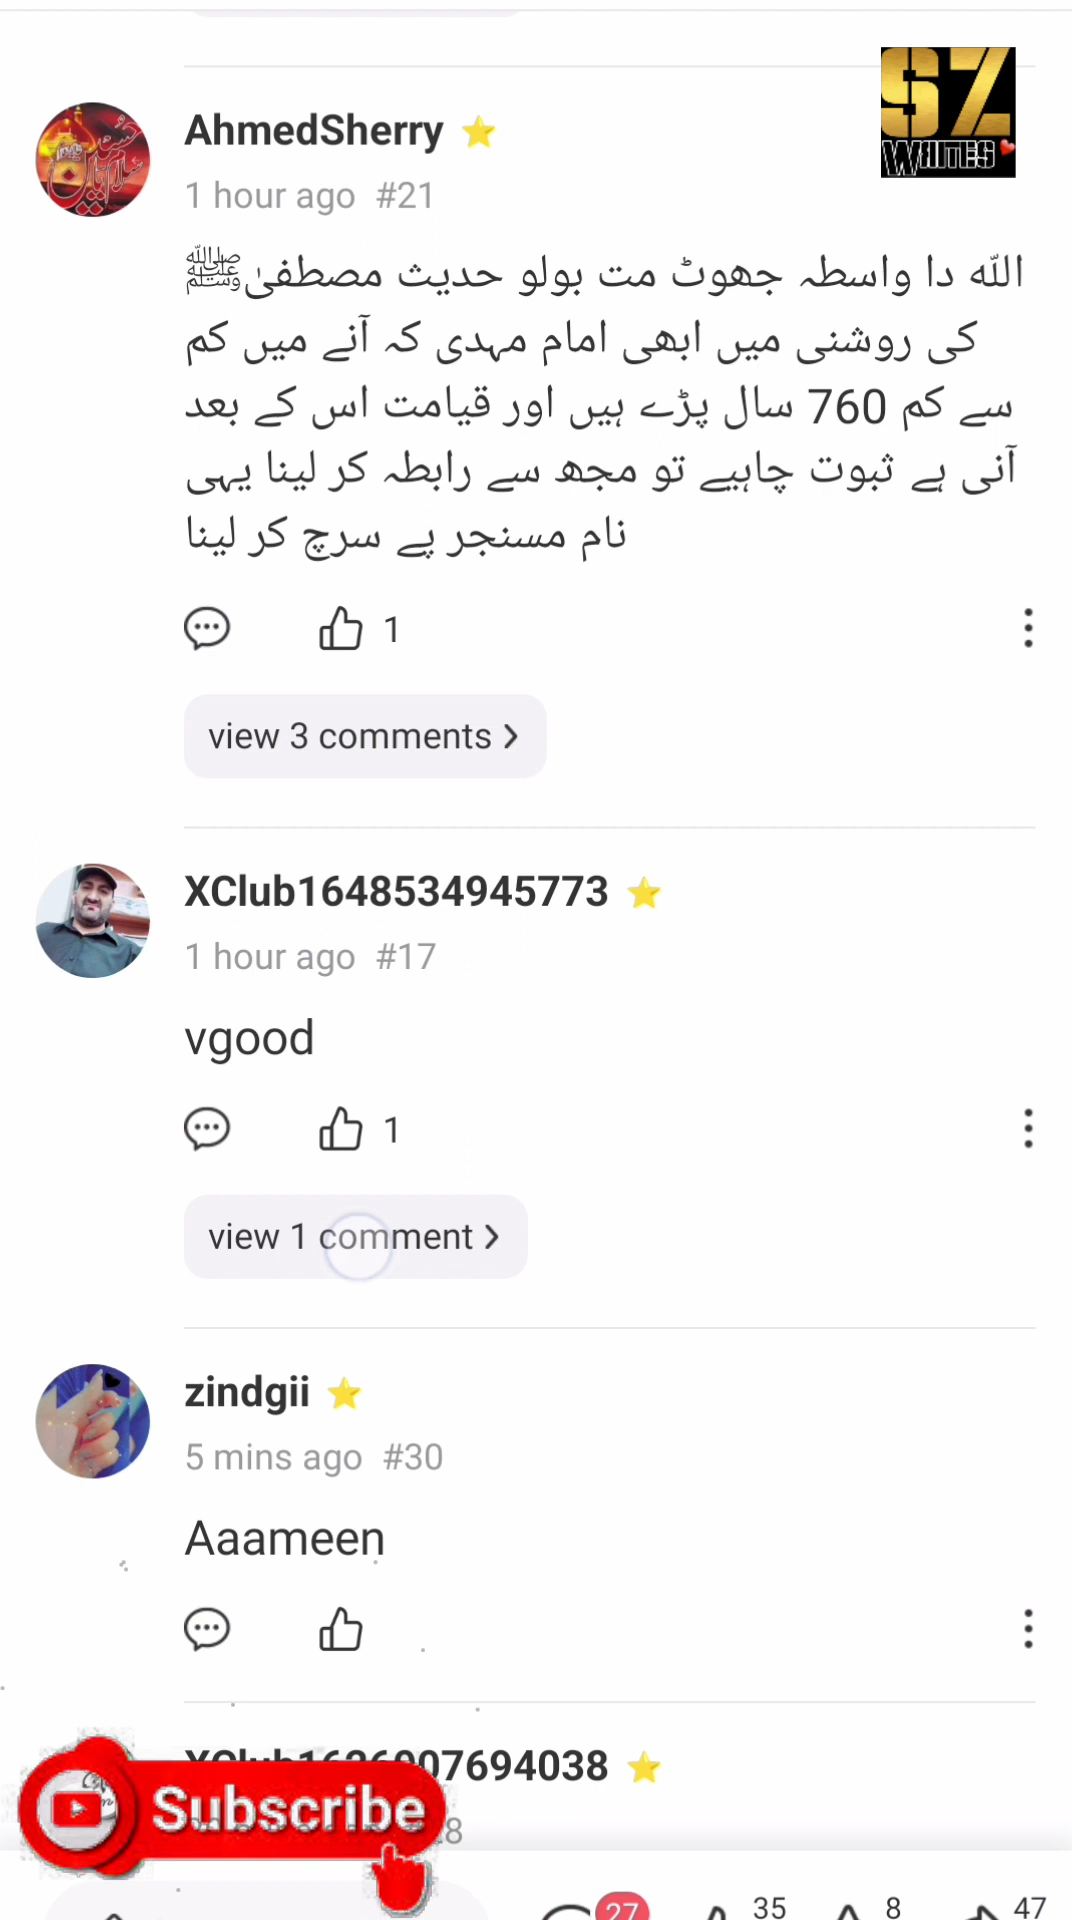 SZ
WRITES
AhmedSherry
1 hour ago #21
اللّہ دا واسطہ جھوٹ مت بولو حدیث مصطفیٰﷺ
کی روشنی میں ابھی امام مہدی کہ آنے میں کم
سے کم 760 سال پڑے ہیں اور قیامت اس کے بعد
آنی ہے ثبوت چاہیے تو مجھ سے رابطہ کر لینا یہی
نام مسنجر پے سرچ کر لینا
1
view 3 comments >
XClub1648534945773
1 hour ago #17
vgood
1
view 1 comment >
zindgii
5 mins ago #30
Aaameen
XClub1626907694038
Subscribe
27 35 8 47